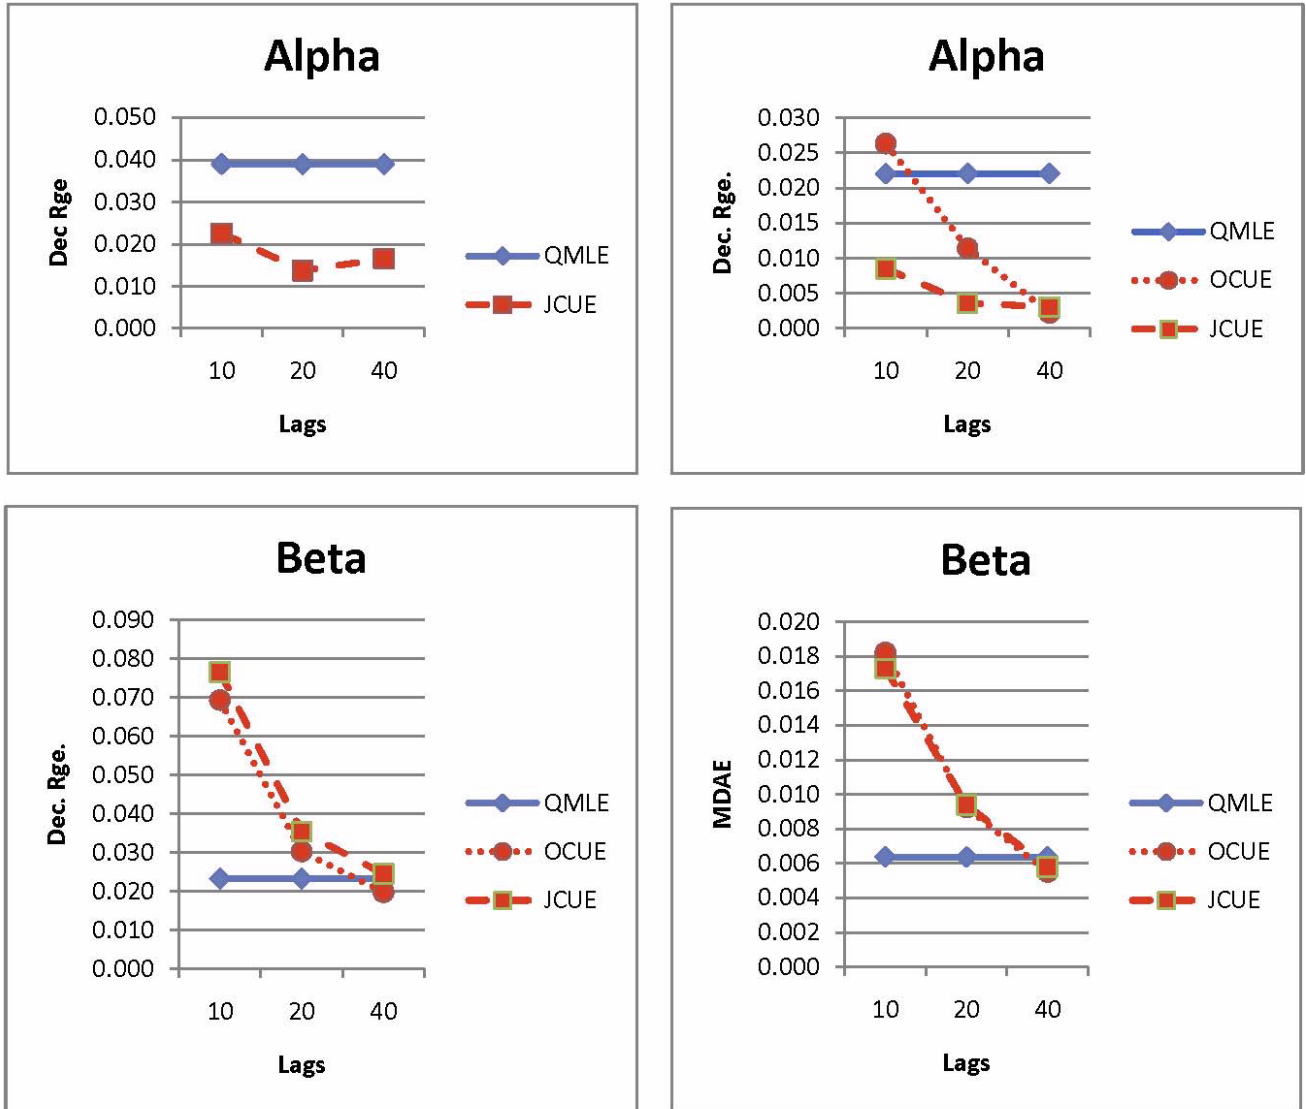 Alpha
0.050
0.040
0.030
0.020
0.010
0.000
Dec Rge
10 20 40
Lags
QMLE
JCUE
Alpha
0.030
0.025
0.020
0.015
0.010
0.005
0.000
Dec. Rge.
10 20 40
Lags
QMLE
OCUE
JCUE
Beta
0.090
0.080
0.070
0.060
0.050
0.040
0.030
0.020
0.010
0.000
Dec. Rge.
10 20 40
Lags
QMLE
OCUE
JCUE
Beta
0.020
0.018
0.016
0.014
0.012
0.010
0.008
0.006
0.004
0.002
0.000
MDAE
10 20 40
Lags
QMLE
OCUE
JCUE